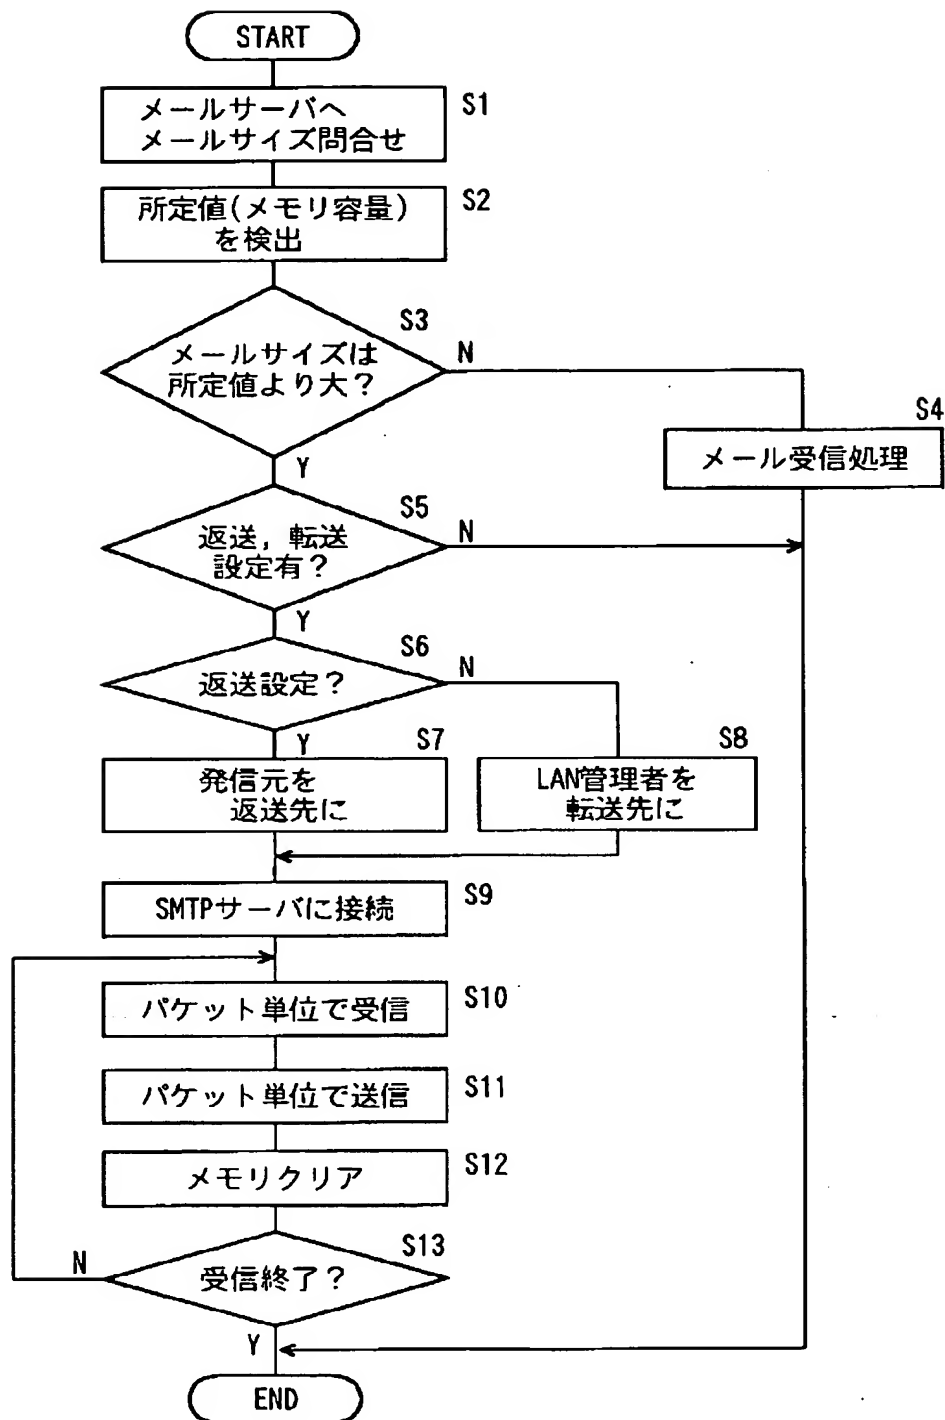 START
メールサーバへ
メールサイズ問合せ
S1
所定値(メモリ容量)
を検出
S2
S3
メールサイズは
所定値より大?
N
Y
S4
メール受信処理
S5
返送,転送
設定有?
N
Y
S6
返送設定?
N
Y
S7
発信元を
返送先に
S8
LAN管理者を
転送先に
SMTPサーバに接続
S9
パケット単位で受信
S10
パケット単位で送信
S11
メモリクリア
S12
S13
受信終了?
N
Y
END